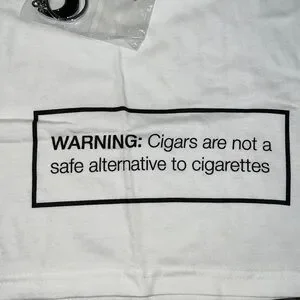 WARNING: Cigars are not a
safe alternative to cigarettes